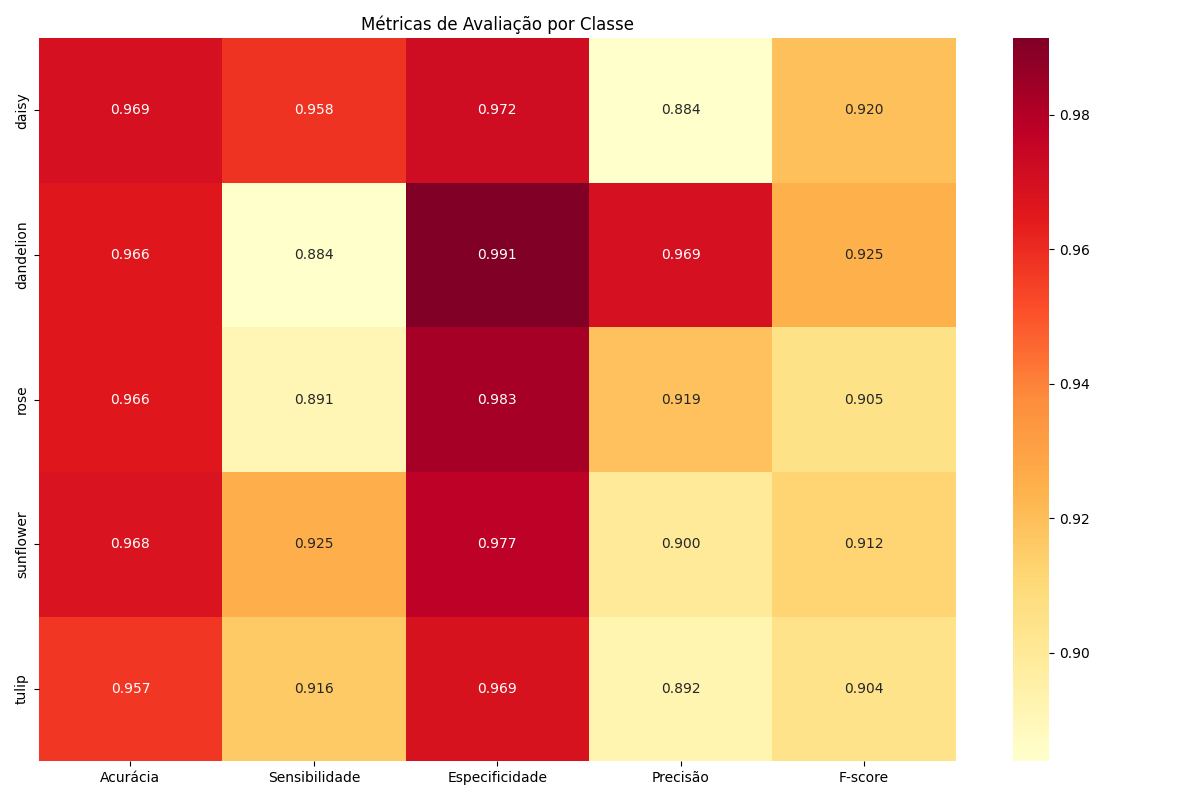 Métricas de Avaliação por Classe
daisy 0.969 0.958 0.972 0.884 0.920
dandelion 0.966 0.884 0.991 0.969 0.925
rose 0.966 0.891 0.983 0.919 0.905
sunflower 0.968 0.925 0.977 0.900 0.912
tulip 0.957 0.916 0.969 0.892 0.904
Acurácia Sensibilidade Especificidade Precisão F-score
0.98
0.96
0.94
0.92
0.90